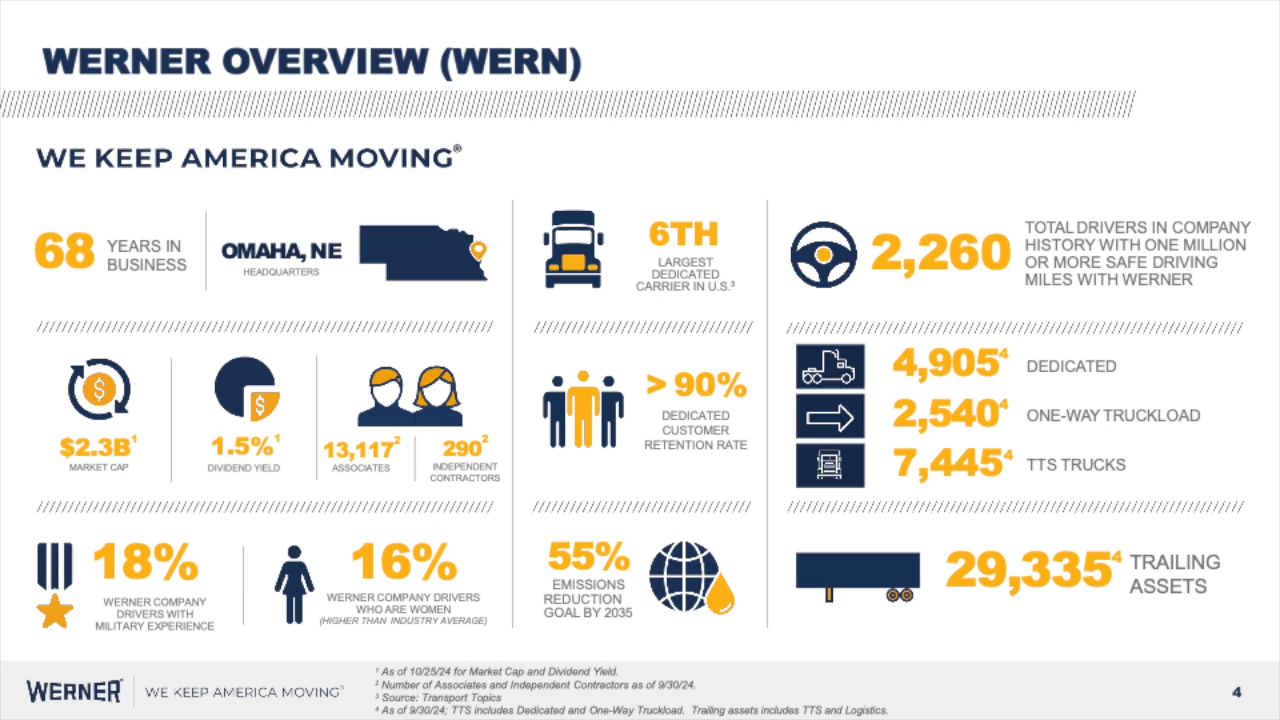 WERNER OVERVIEW (WERN)
WE KEEP AMERICA MOVING®
68
YEARS IN
BUSINESS
OMAHA, NE
HEADQUARTERS
6TH
LARGEST
DEDICATED
CARRIER IN U.S.³
2,260
TOTAL DRIVERS IN COMPANY
HISTORY WITH ONE MILLION
OR MORE SAFE DRIVING
MILES WITH WERNER
$
$2.3B¹
MARKET CAP
$
1.5%¹
DIVIDEND YIELD
13,117²
ASSOCIATES
290²
INDEPENDENT
CONTRACTORS
> 90%
DEDICATED
CUSTOMER
RETENTION RATE
4,905⁴ DEDICATED
2,540⁴ ONE-WAY TRUCKLOAD
7,445⁴ TTS TRUCKS
18%
WERNER COMPANY
DRIVERS WITH
MILITARY EXPERIENCE
16%
WERNER COMPANY DRIVERS
WHO ARE WOMEN
(HIGHER THAN INDUSTRY AVERAGE)
55%
EMISSIONS
REDUCTION
GOAL BY 2035
29,335⁴
TRAILING
ASSETS
WERNER®
WE KEEP AMERICA MOVING™
¹ As of 10/25/24 for Market Cap and Dividend Yield.
² Number of Associates and Independent Contractors as of 9/30/24.
³ Source: Transport Topics
⁴ As of 9/30/24; TTS includes Dedicated and One-Way Truckload. Trailing assets includes TTS and Logistics.
4